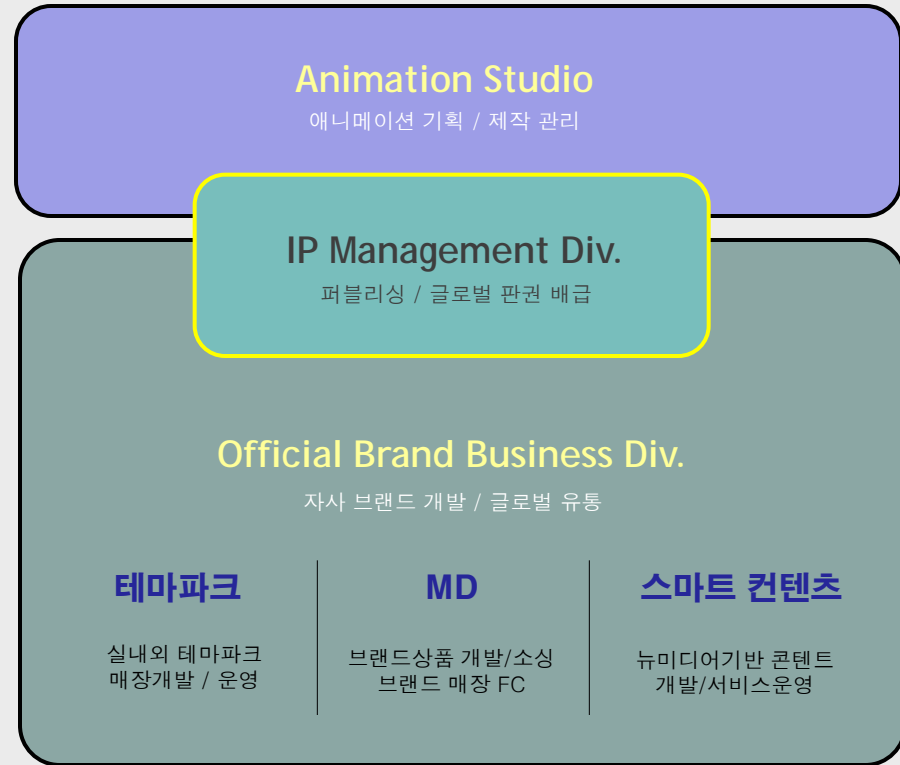 Animation Studio
애니메이션 기획 / 제작 관리
IP Management Div.
퍼블리싱 / 글로벌 판권 배급
Official Brand Business Div.
자사 브랜드 개발 / 글로벌 유통
테마파크
실내외 테마파크
매장개발 / 운영
MD
브랜드상품 개발/소싱
브랜드 매장 FC
스마트 컨텐츠
뉴미디어기반 콘텐트
개발/서비스운영